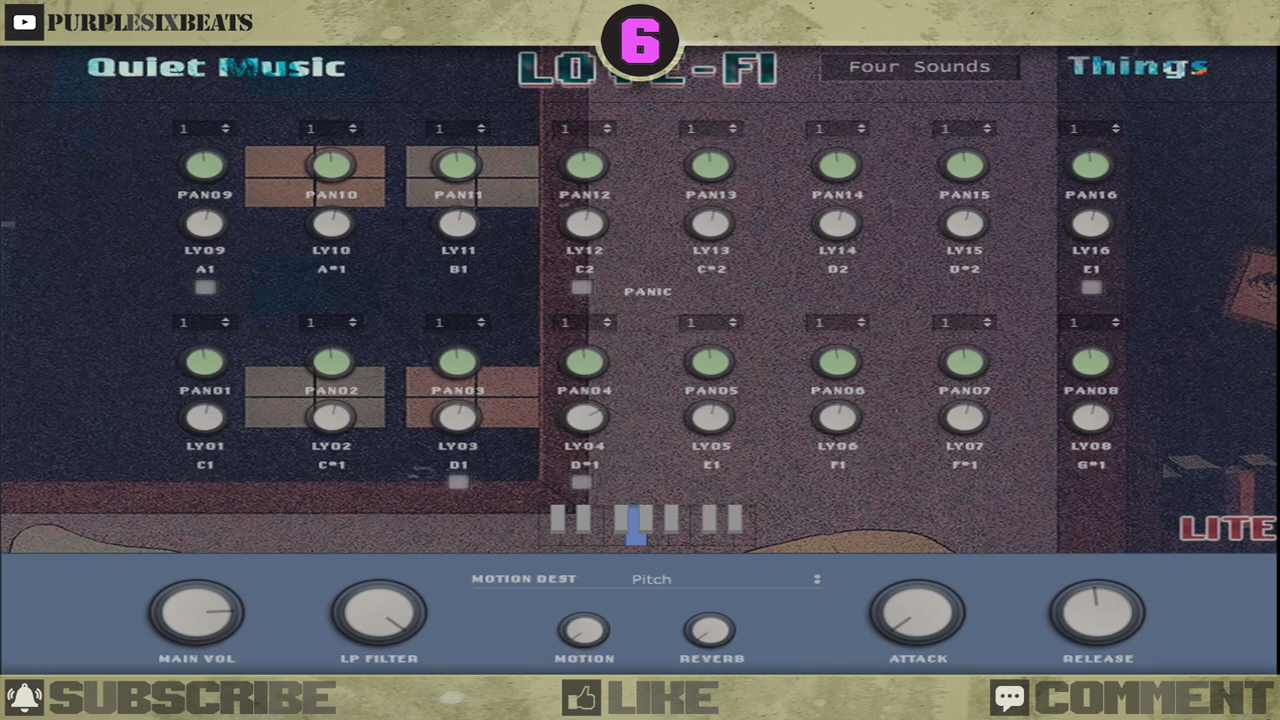 PURPLESIXBEATS
6
Quiet Music
Four Sounds
Things
1 1 1 1 1 1 1 1
PAN09 PAN10 PAN11 PAN12 PAN13 PAN14 PAN15 PAN16
LY09 LY10 LY11 LY12 LY13 LY14 LY15 LY16
A1 A#1 B1 C2 C#2 D2 D#2 E1
PANIC
1 1 1 1 1 1 1 1
PAN01 PAN02 PAN03 PAN04 PAN05 PAN06 PAN07 PAN08
LY01 LY02 LY03 LY04 LY05 LY06 LY07 LY08
C1 C#1 D1 D#1 E1 F1 F#1 G#1
LITE
MOTION DEST Pitch
MAIN VOL LP FILTER MOTION REVERB ATTACK RELEASE
SUBSCRIBE LIKE COMMENT